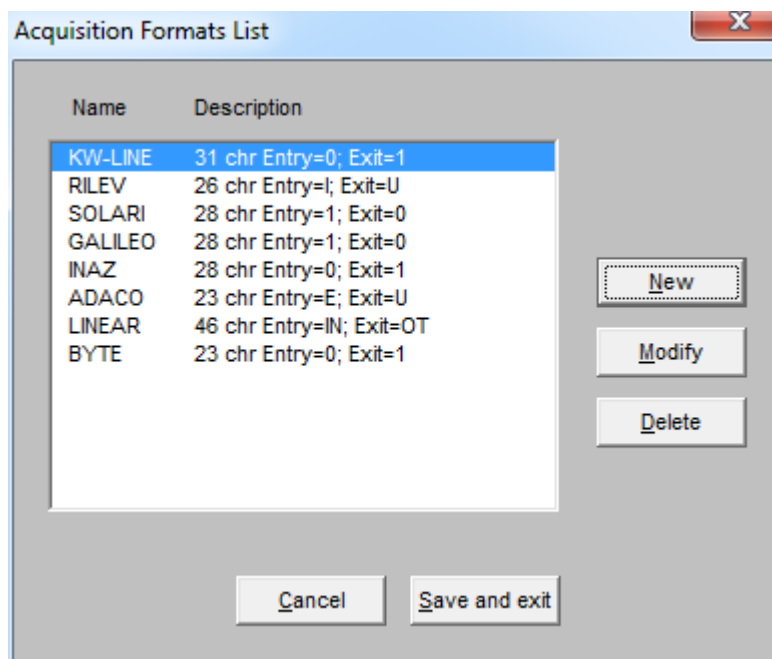 Acquisition Formats List
X
Name Description
KW-LINE 31 chr Entry=0; Exit=1
RILEV 26 chr Entry=I; Exit=U
SOLARI 28 chr Entry=1; Exit=0
GALILEO 28 chr Entry=1; Exit=0
INAZ 28 chr Entry=0; Exit=1
ADACO 23 chr Entry=E; Exit=U
LINEAR 46 chr Entry=IN; Exit=OT
BYTE 23 chr Entry=0; Exit=1
New
Modify
Delete
Cancel Save and exit